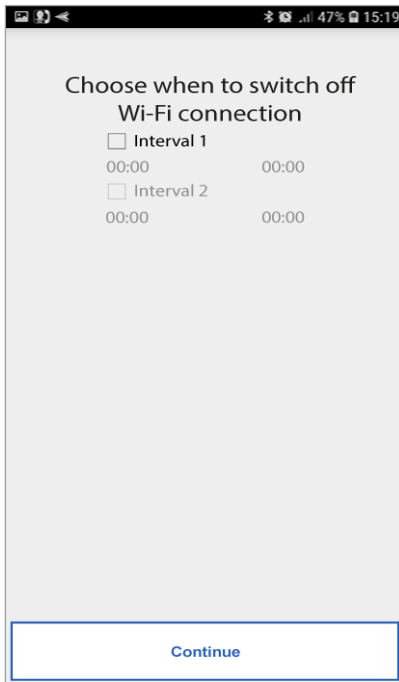 47% 15:19
Choose when to switch off
Wi-Fi connection
Interval 1
00:00 00:00
Interval 2
00:00 00:00
Continue